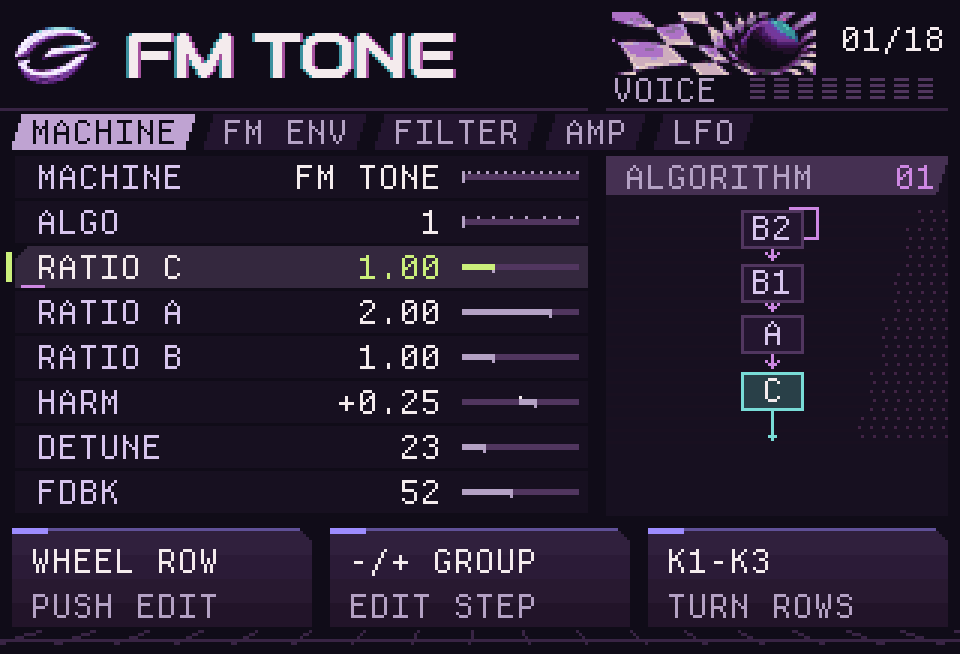 FM TONE
01/18
VOICE
MACHINE FM ENV FILTER AMP LFO
MACHINE FM TONE
ALGO 1
RATIO C 1.00
RATIO A 2.00
RATIO B 1.00
HARM +0.25
DETUNE 23
FDBK 52
ALGORITHM 01
B2
B1
A
C
WHEEL ROW
PUSH EDIT
-/+ GROUP
EDIT STEP
K1-K3
TURN ROWS